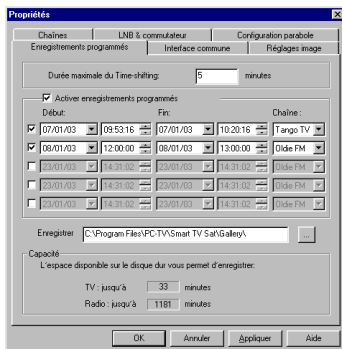 Propriétés
Chaînes LNB & commutateur Configuration parabole
Enregistrements programmés Interface commune Réglages image
Durée maximale du Time-shifting: 5 minutes
Activer enregistrements programmés
Début: Fin: Chaîne :
07/01/03 09:53:16 07/01/03 10:20:16 Tango TV
08/01/03 12:00:00 08/01/03 13:00:00 Oldie FM
23/01/03 14:31:02 23/01/03 14:31:02 Oldie FM
23/01/03 14:31:02 23/01/03 14:31:02 Oldie FM
23/01/03 14:31:02 23/01/03 14:31:02 Oldie FM
Enregistrer C:\Program Files\PC-TV\Smart TV Sat\Gallery\ ...
Capacité
L'espace disponible sur le disque dur vous permet d'enregistrer:
TV : jusqu'à 33 minutes
Radio : jusqu'à 1181 minutes
OK Annuler Appliquer Aide